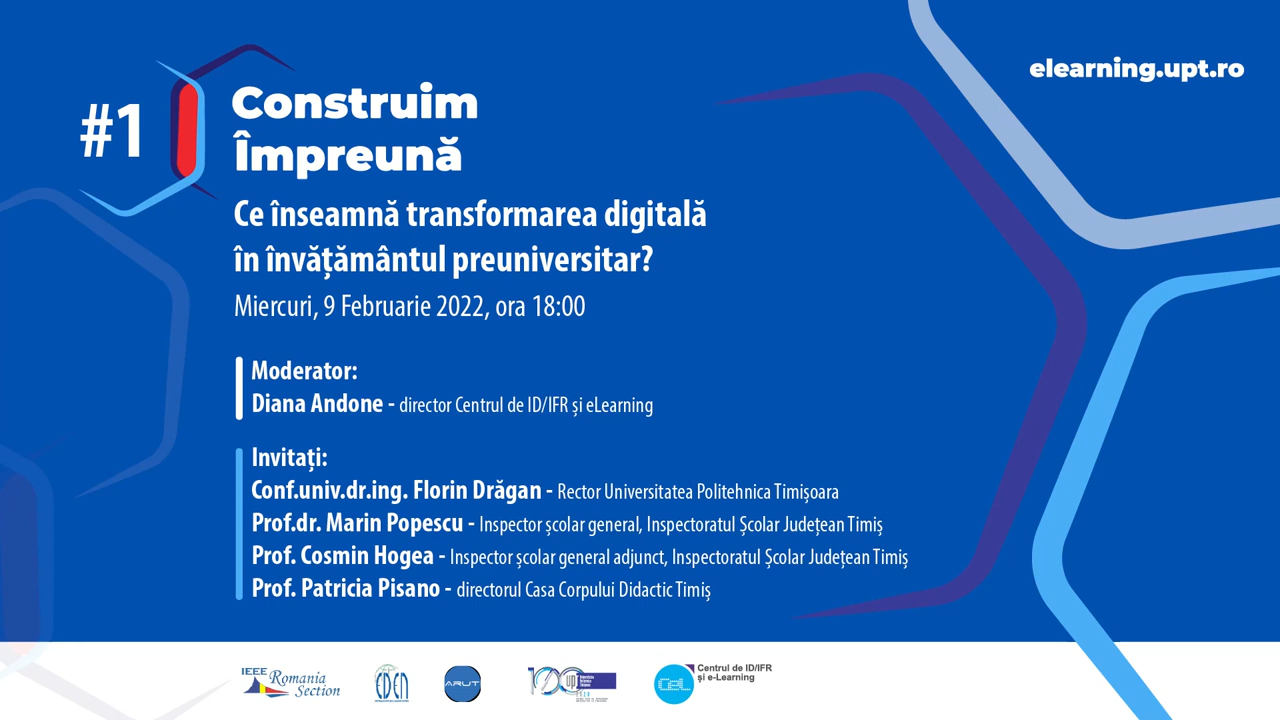 elearning.upt.ro
#1
Construim
Împreună
Ce înseamnă transformarea digitală
în învățământul preuniversitar?
Miercuri, 9 Februarie 2022, ora 18:00
Moderator:
Diana Andone - director Centrul de ID/IFR și eLearning
Invitați:
Conf.univ.dr.ing. Florin Drăgan - Rector Universitatea Politehnica Timișoara
Prof.dr. Marin Popescu - Inspector școlar general, Inspectoratul Școlar Județean Timiș
Prof. Cosmin Hogea - Inspector școlar general adjunct, Inspectoratul Școlar Județean Timiș
Prof. Patricia Pisano - directorul Casa Corpului Didactic Timiș
IEEE
Romania
Section
EDEN
ARUT
100 upt
CeL
Centrul de ID/IFR
și e-Learning